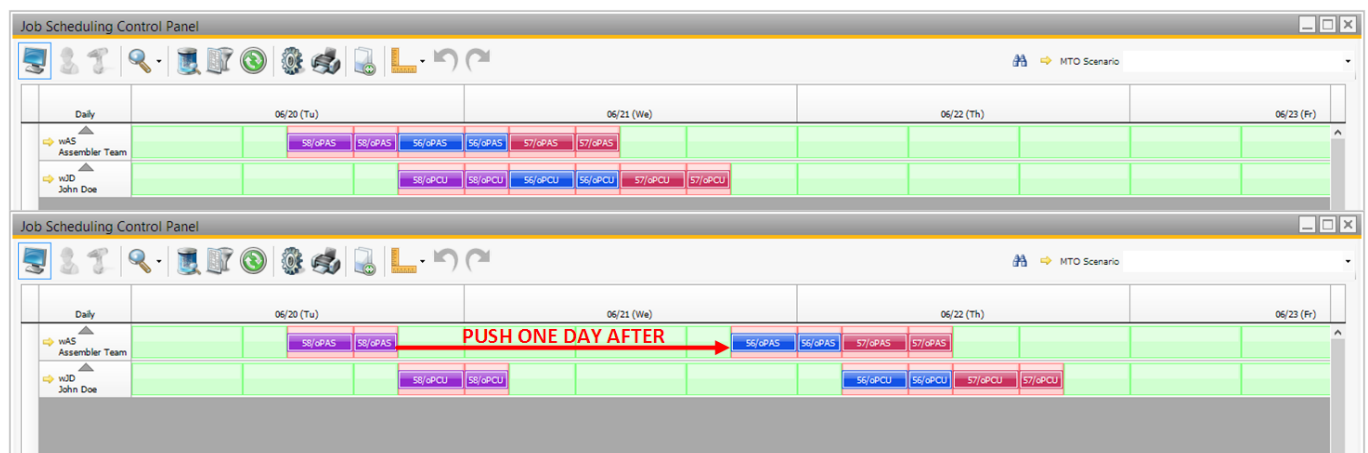 Job Scheduling Control Panel
MTO Scenario
Daily 06/20 (Tu) 06/21 (We) 06/22 (Th) 06/23 (Fr)
wAS
Assembler Team
58/oPAS 58/oPAS 56/oPAS 56/oPAS 57/oPAS 57/oPAS
wJD
John Doe
58/oPCU 58/oPCU 56/oPCU 56/oPCU 57/oPCU 57/oPCU
Job Scheduling Control Panel
MTO Scenario
Daily 06/20 (Tu) 06/21 (We) 06/22 (Th) 06/23 (Fr)
wAS
Assembler Team
58/oPAS 58/oPAS PUSH ONE DAY AFTER 56/oPAS 56/oPAS 57/oPAS 57/oPAS
wJD
John Doe
58/oPCU 58/oPCU 56/oPCU 56/oPCU 57/oPCU 57/oPCU